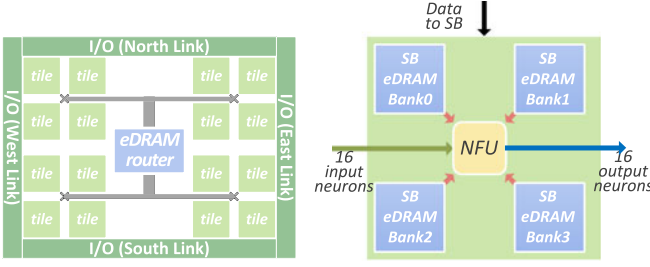 I/O (North Link)
tile tile tile tile
tile tile tile tile
I/O (West Link)
eDRAM
router
I/O (East Link)
tile tile tile tile
tile tile tile tile
I/O (South Link)
Data
to SB
SB
eDRAM
Bank0
SB
eDRAM
Bank1
16
input
neurons
NFU
16
output
neurons
SB
eDRAM
Bank2
SB
eDRAM
Bank3